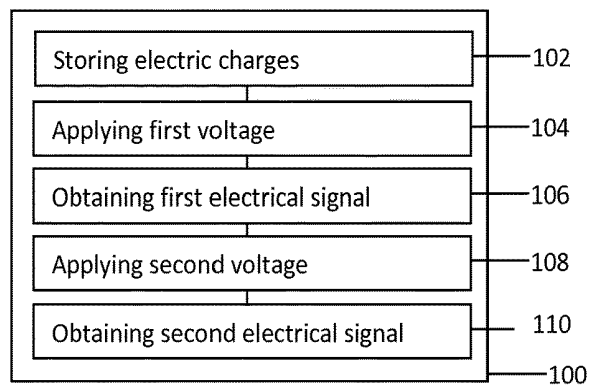 Storing electric charges 102
Applying first voltage 104
Obtaining first electrical signal 106
Applying second voltage 108
Obtaining second electrical signal 110
100